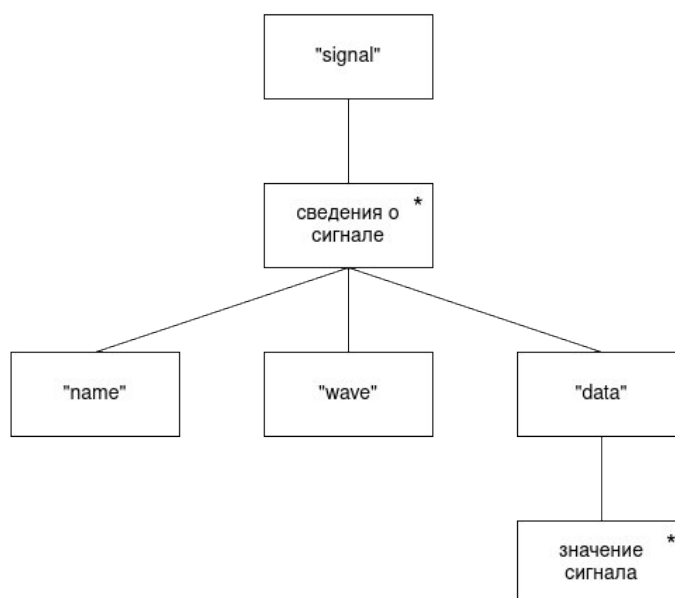 "signal"
сведения о *
сигнале
"name"
"wave"
"data"
значение *
сигнала